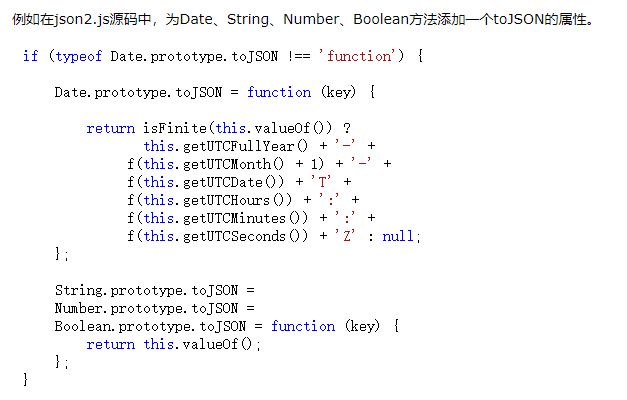 例如在json2.js源码中，为Date、String、Number、Boolean方法添加一个toJSON的属性。
if (typeof Date.prototype.toJSON !== 'function') {
Date.prototype.toJSON = function (key) {
return isFinite(this.valueOf()) ?
this.getUTCFullYear() + '-' +
f(this.getUTCMonth() + 1) + '-' +
f(this.getUTCDate()) + 'T' +
f(this.getUTCHours()) + ':' +
f(this.getUTCMinutes()) + ':' +
f(this.getUTCSeconds()) + 'Z' : null;
};
String.prototype.toJSON =
Number.prototype.toJSON =
Boolean.prototype.toJSON = function (key) {
return this.valueOf();
};
}